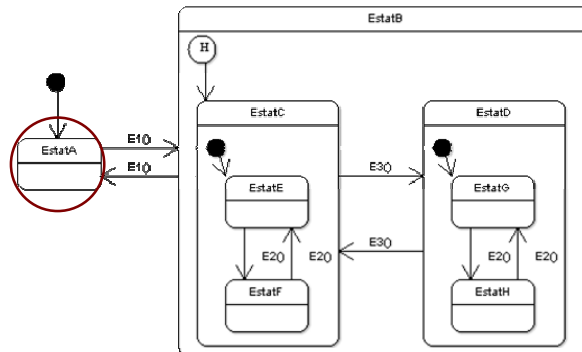 EstatB
H
EstatC
EstatD
EstatA
E1()
E1()
EstatE
E3()
EstatG
E2()
E2()
E3()
E2()
E2()
EstatF
EstatH